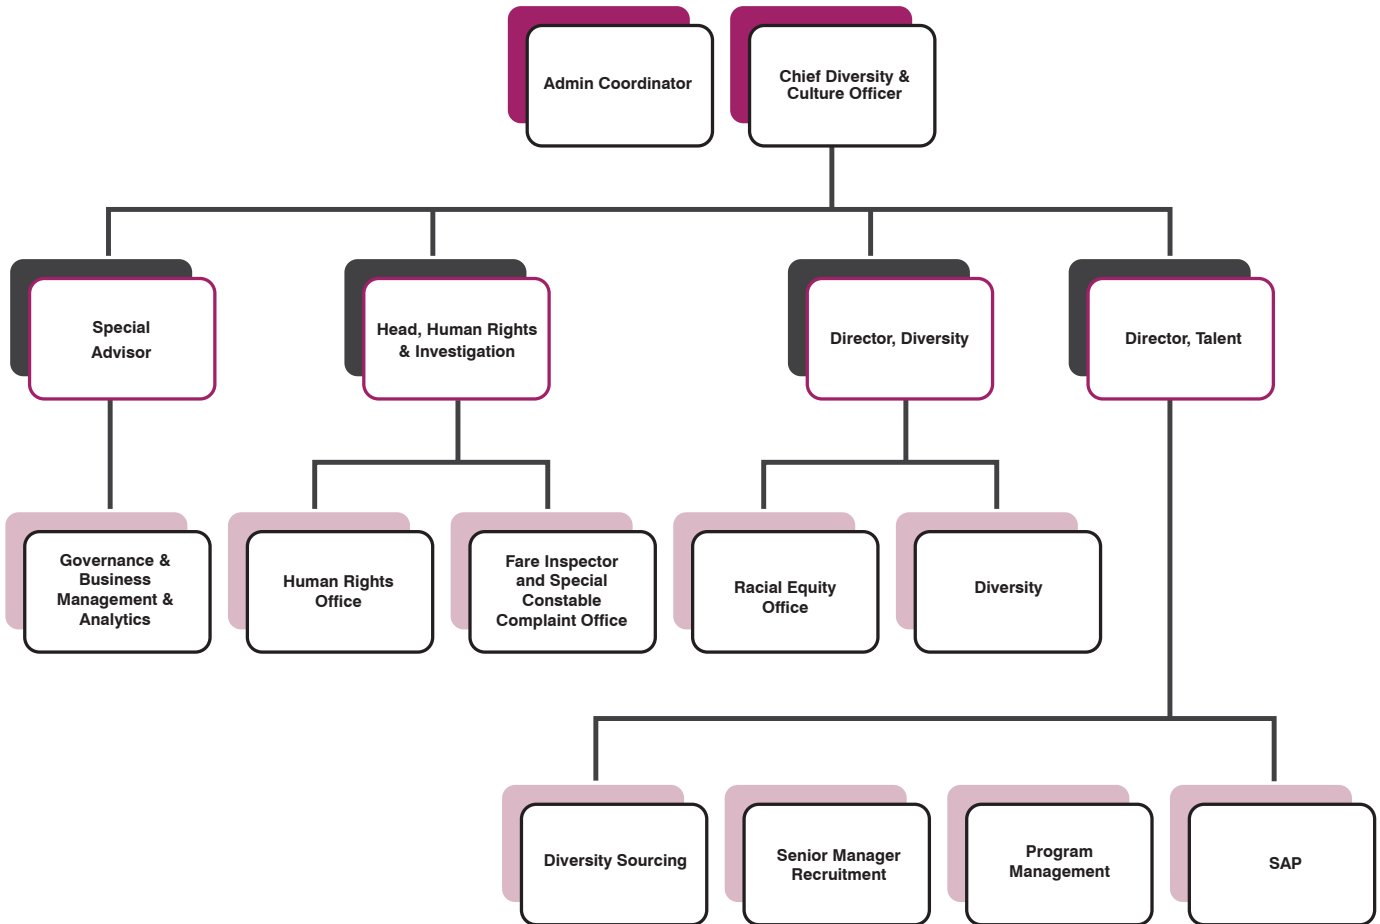 Admin Coordinator
Chief Diversity &
Culture Officer
Special
Advisor
Head, Human Rights
& Investigation
Director, Diversity
Director, Talent
Governance &
Business
Management &
Analytics
Human Rights
Office
Fare Inspector
and Special
Constable
Complaint Office
Racial Equity
Office
Diversity
Diversity Sourcing
Senior Manager
Recruitment
Program
Management
SAP